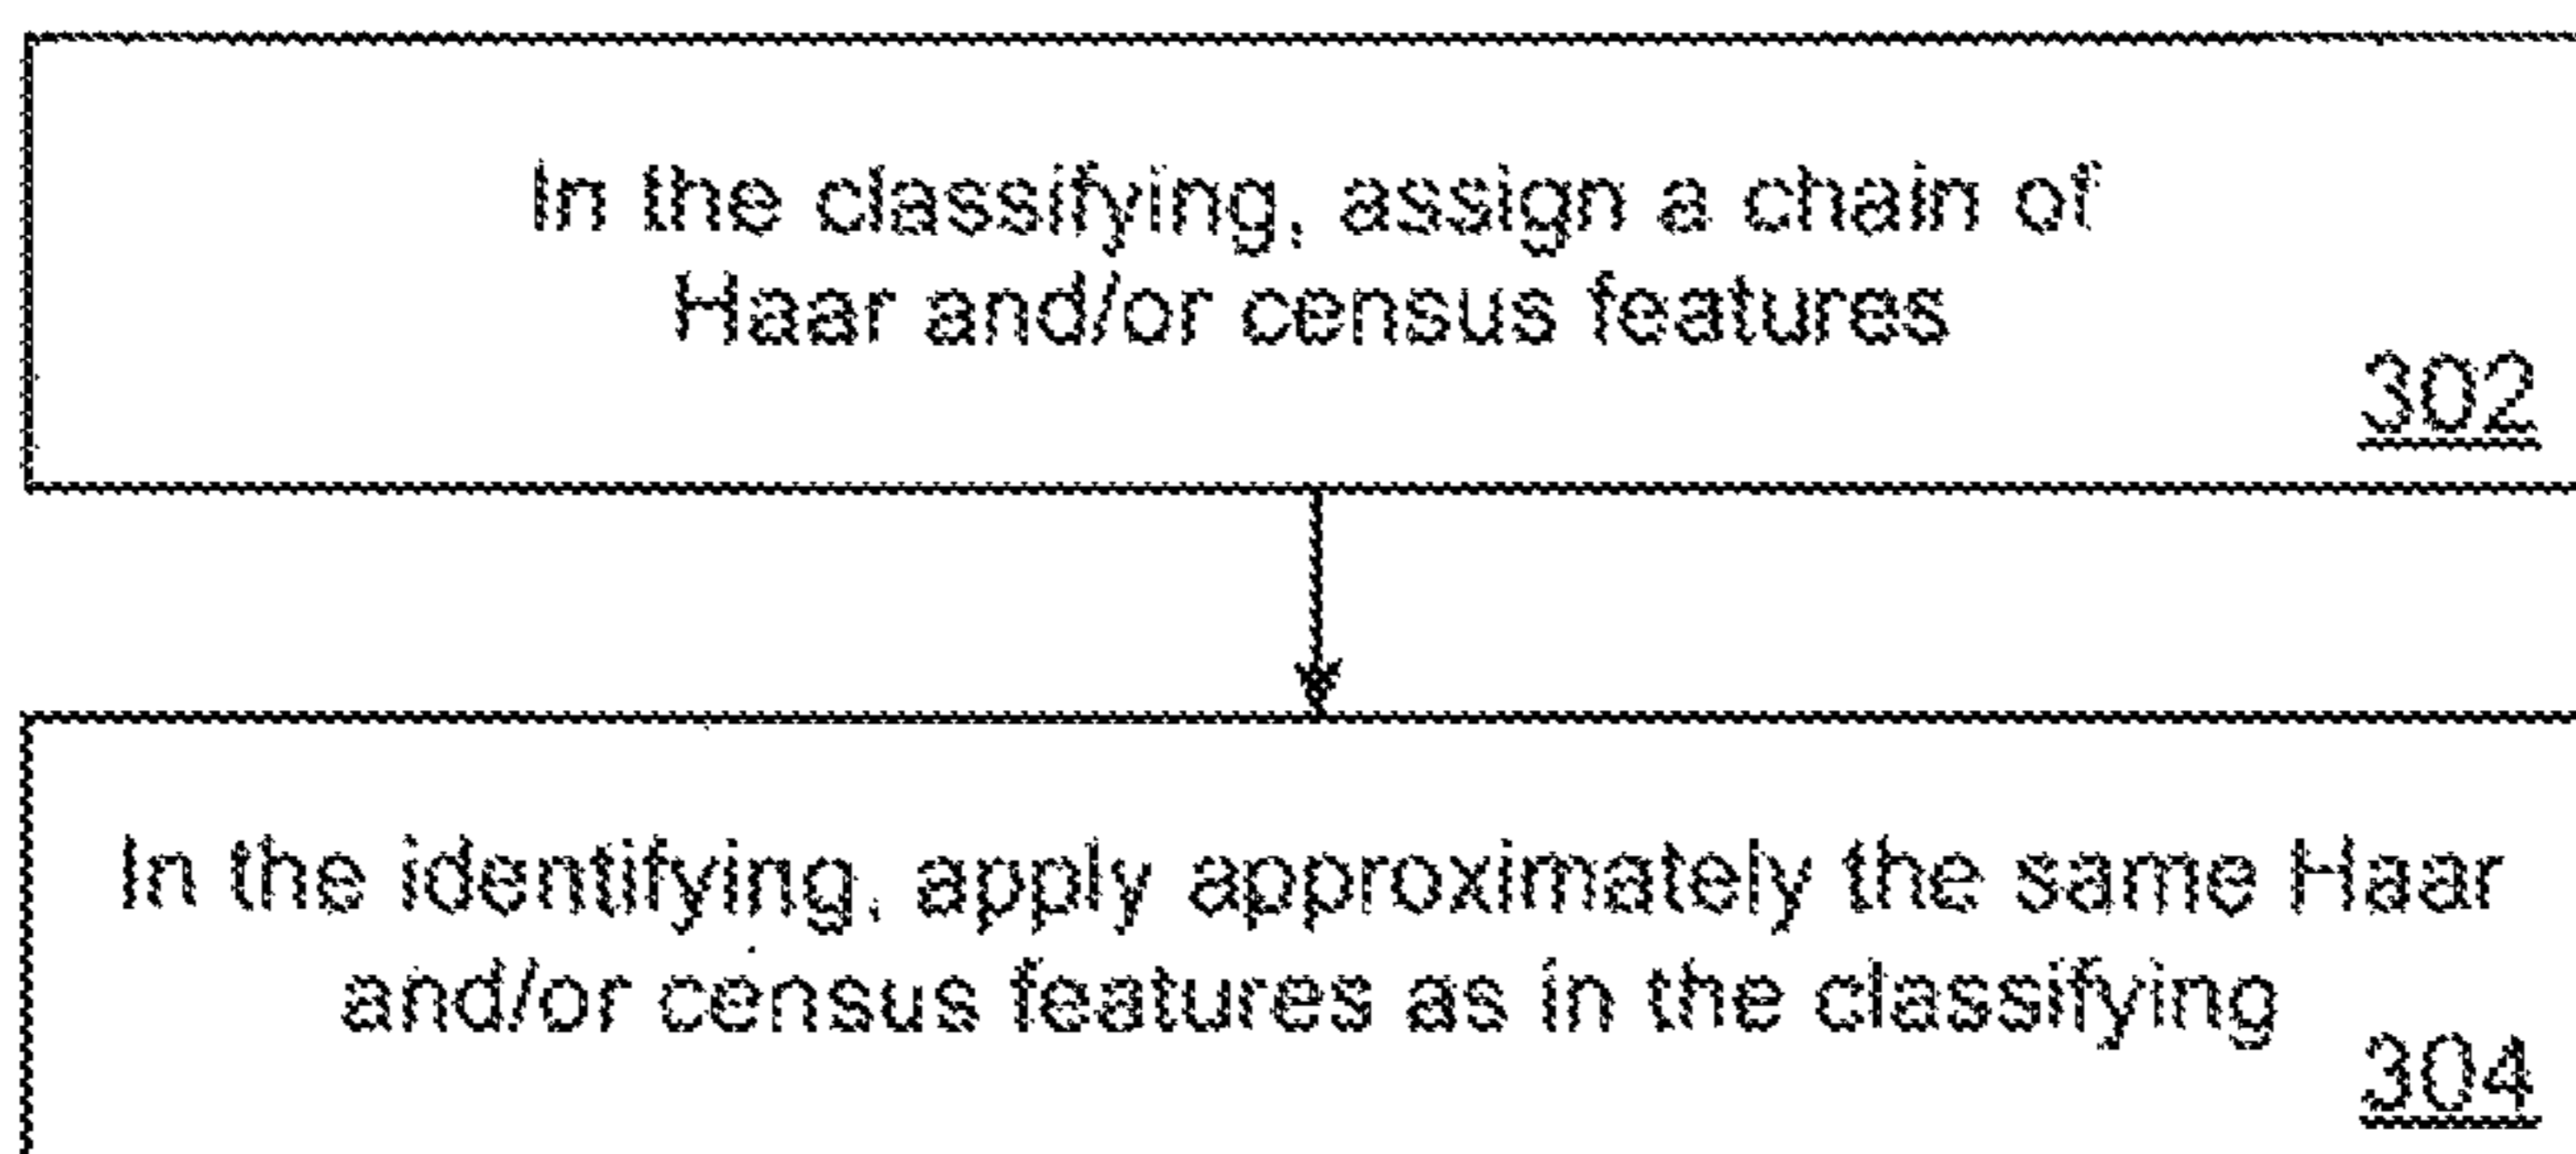 In the classifying, assign a chain of
Haar and/or census features
302
In the identifying, apply approximately the same Haar
and/or census features as in the classifying
304